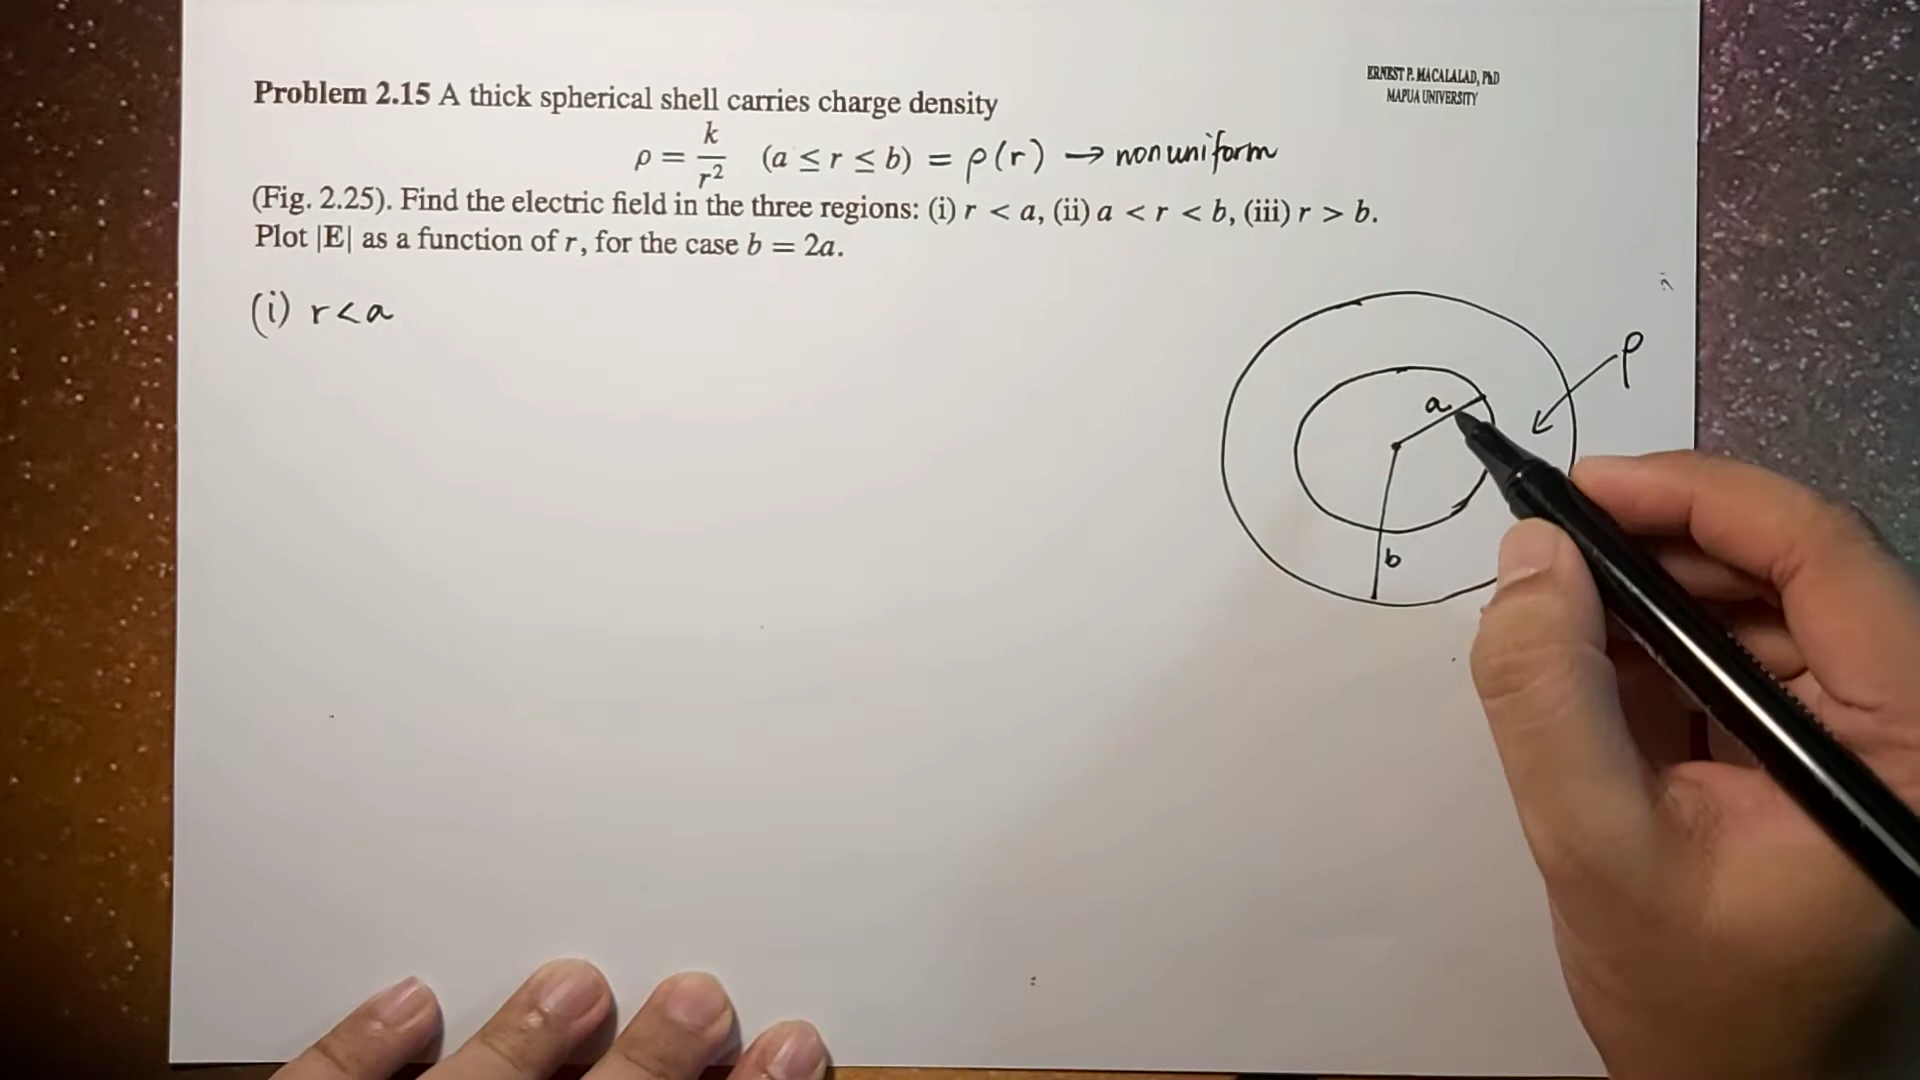 ERNEST P. MACALALAD, PhD
MAPUA UNIVERSITY
Problem 2.15 A thick spherical shell carries charge density
ρ = k/r² (a ≤ r ≤ b) = ρ(r) → nonuniform
(Fig. 2.25). Find the electric field in the three regions: (i) r < a, (ii) a < r < b, (iii) r > b.
Plot |E| as a function of r, for the case b = 2a.
(i) r<a
ρ
a
b